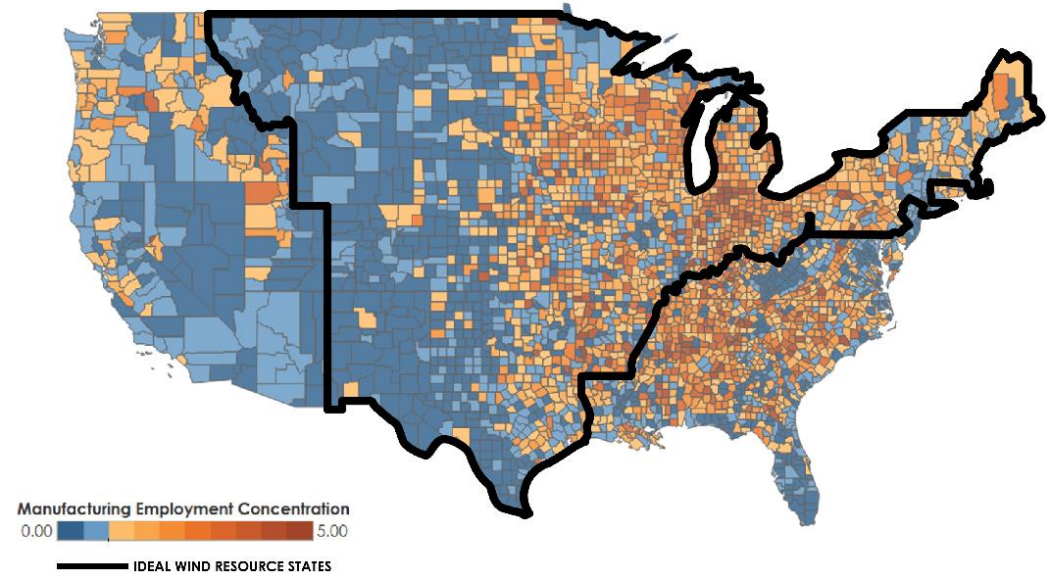 Manufacturing Employment Concentration
0.00 5.00
IDEAL WIND RESOURCE STATES